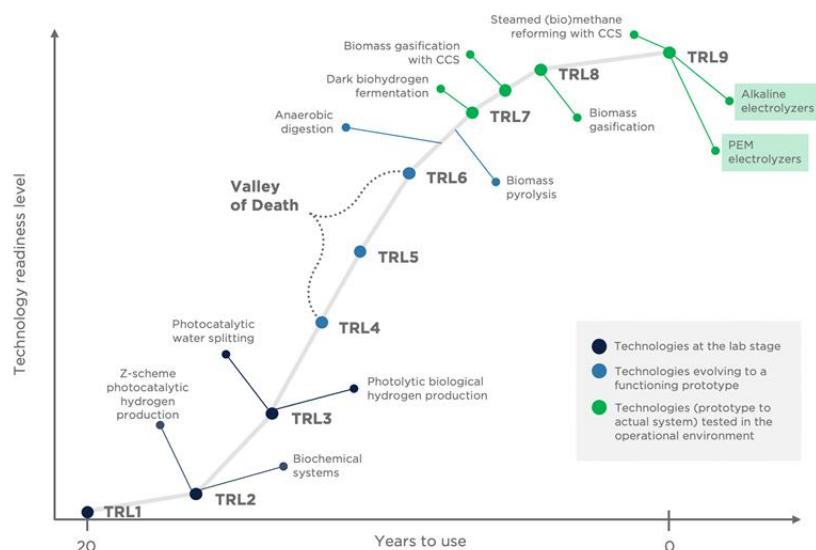 Technology readiness level
Steamed (bio)methane
reforming with CCS
TRL9
Alkaline
electrolyzers
PEM
electrolyzers
Biomass gasification
with CCS
TRL8
Biomass
gasification
Dark biohydrogen
fermentation
TRL7
Anaerobic
digestion
Biomass
pyrolysis
TRL6
Valley
of Death
TRL5
TRL4
Photocatalytic
water splitting
Photolytic biological
hydrogen production
TRL3
Z-scheme
photocatalytic
hydrogen
production
Biochemical
systems
TRL2
TRL1
Technologies at the lab stage
Technologies evolving to a
functioning prototype
Technologies (prototype to
actual system) tested in the
operational environment
20
Years to use
0